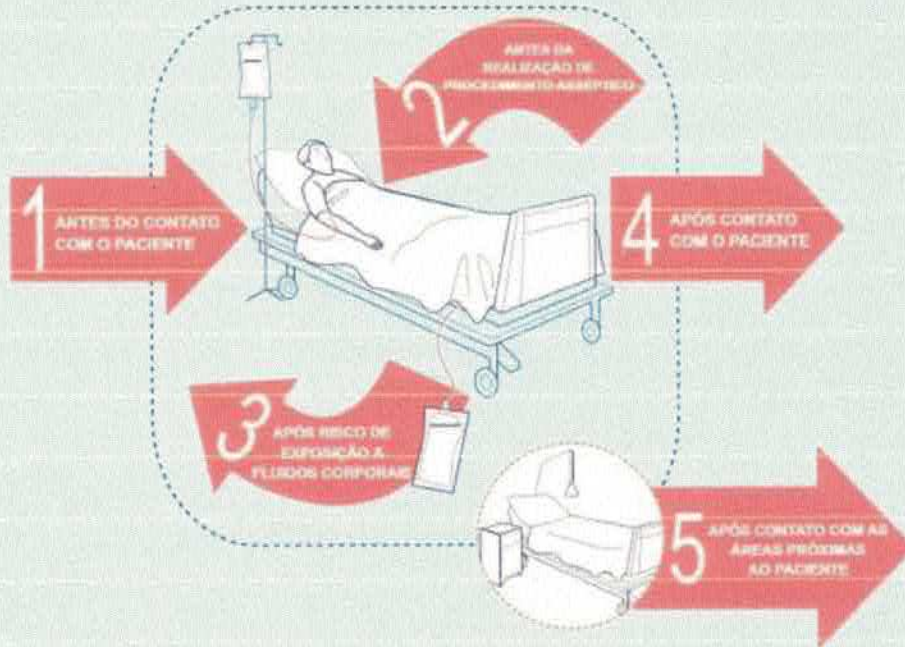 1 ANTES DO CONTATO
COM O PACIENTE
2 ANTES DA
REALIZAÇÃO DE
PROCEDIMENTO ASSÉPTICO
3 APÓS RISCO DE
EXPOSIÇÃO A
FLUIDOS CORPORAIS
4 APÓS CONTATO
COM O PACIENTE
5 APÓS CONTATO COM AS
ÁREAS PRÓXIMAS
AO PACIENTE